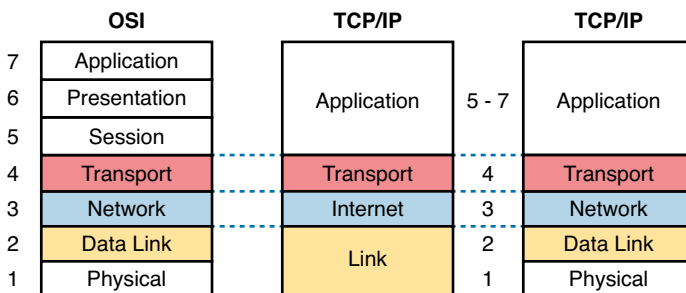 OSI TCP/IP TCP/IP
7 Application
6 Presentation Application 5 - 7 Application
5 Session
4 Transport Transport 4 Transport
3 Network Internet 3 Network
2 Data Link Link 2 Data Link
1 Physical 1 Physical